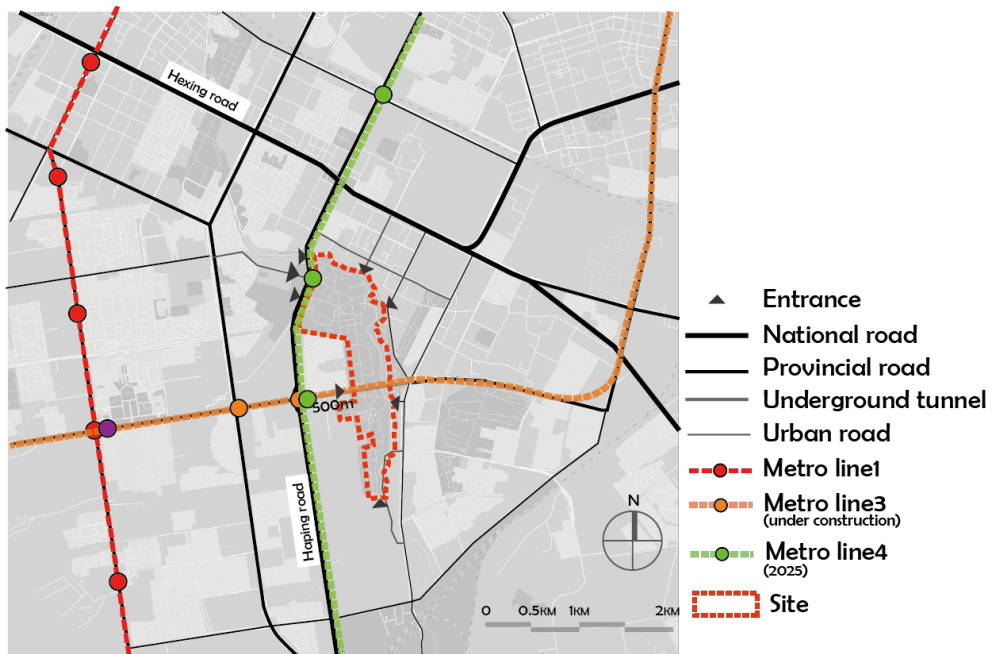 Hexing road
500m
Haping road
N
0 0.5KM 1KM 2KM
Entrance
National road
Provincial road
Underground tunnel
Urban road
Metro line1
Metro line3
(under construction)
Metro line4
(2025)
Site